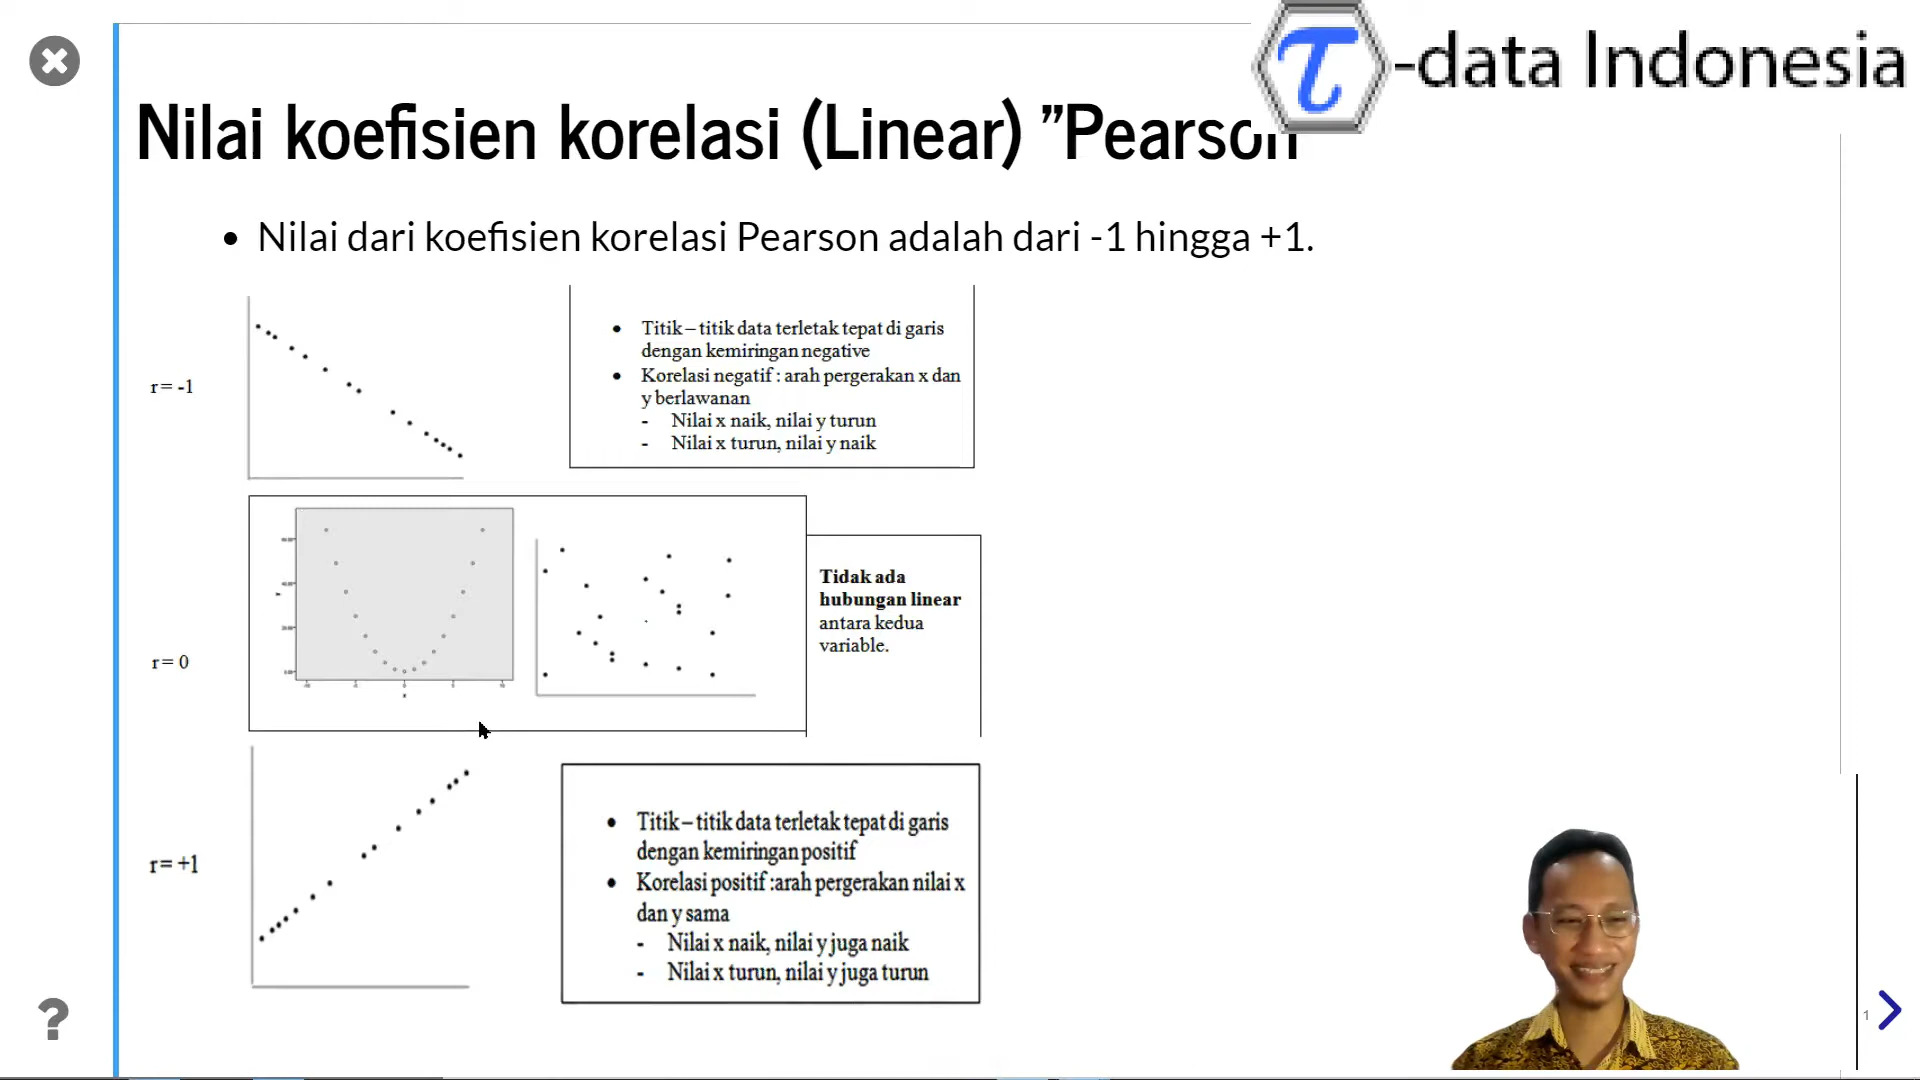 τ-data Indonesia
Nilai koefisien korelasi (Linear) ”Pearson
• Nilai dari koefisien korelasi Pearson adalah dari -1 hingga +1.
r = -1
• Titik – titik data terletak tepat di garis
dengan kemiringan negative
• Korelasi negatif : arah pergerakan x dan
y berlawanan
- Nilai x naik, nilai y turun
- Nilai x turun, nilai y naik
r = 0
Tidak ada
hubungan linear
antara kedua
variable.
r = +1
• Titik – titik data terletak tepat di garis
dengan kemiringan positif
• Korelasi positif :arah pergerakan nilai x
dan y sama
- Nilai x naik, nilai y juga naik
- Nilai x turun, nilai y juga turun
?
1